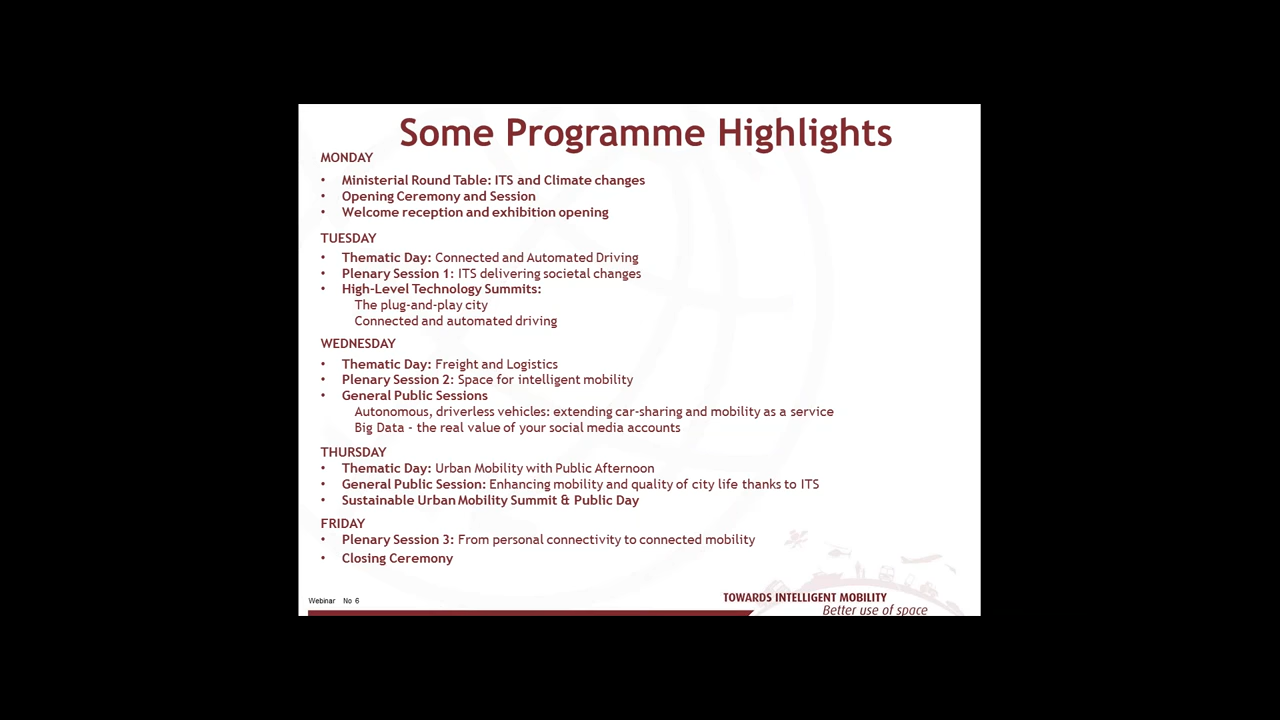 Some Programme Highlights
MONDAY
• Ministerial Round Table: ITS and Climate changes
• Opening Ceremony and Session
• Welcome reception and exhibition opening
TUESDAY
• Thematic Day: Connected and Automated Driving
• Plenary Session 1: ITS delivering societal changes
• High-Level Technology Summits:
The plug-and-play city
Connected and automated driving
WEDNESDAY
• Thematic Day: Freight and Logistics
• Plenary Session 2: Space for intelligent mobility
• General Public Sessions
Autonomous, driverless vehicles: extending car-sharing and mobility as a service
Big Data - the real value of your social media accounts
THURSDAY
• Thematic Day: Urban Mobility with Public Afternoon
• General Public Session: Enhancing mobility and quality of city life thanks to ITS
• Sustainable Urban Mobility Summit & Public Day
FRIDAY
• Plenary Session 3: From personal connectivity to connected mobility
• Closing Ceremony
Webinar No 6
TOWARDS INTELLIGENT MOBILITY
Better use of space